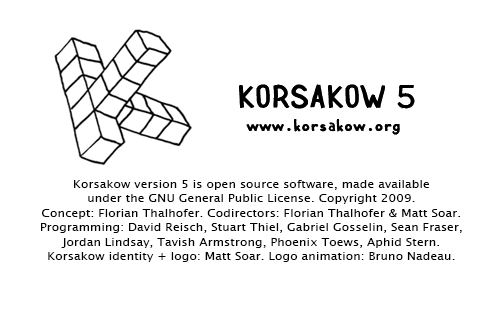 KORSAKOW 5
www.korsakow.org
Korsakow version 5 is open source software, made available
under the GNU General Public License. Copyright 2009.
Concept: Florian Thalhofer. Codirectors: Florian Thalhofer & Matt Soar.
Programming: David Reisch, Stuart Thiel, Gabriel Gosselin, Sean Fraser,
Jordan Lindsay, Tavish Armstrong, Phoenix Toews, Aphid Stern.
Korsakow identity + logo: Matt Soar. Logo animation: Bruno Nadeau.